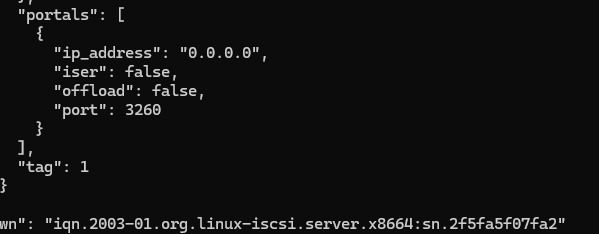 "portals": [
{
"ip_address": "0.0.0.0",
"iser": false,
"offload": false,
"port": 3260
}
],
"tag": 1
}
wn": "iqn.2003-01.org.linux-iscsi.server.x8664:sn.2f5fa5f07fa2"